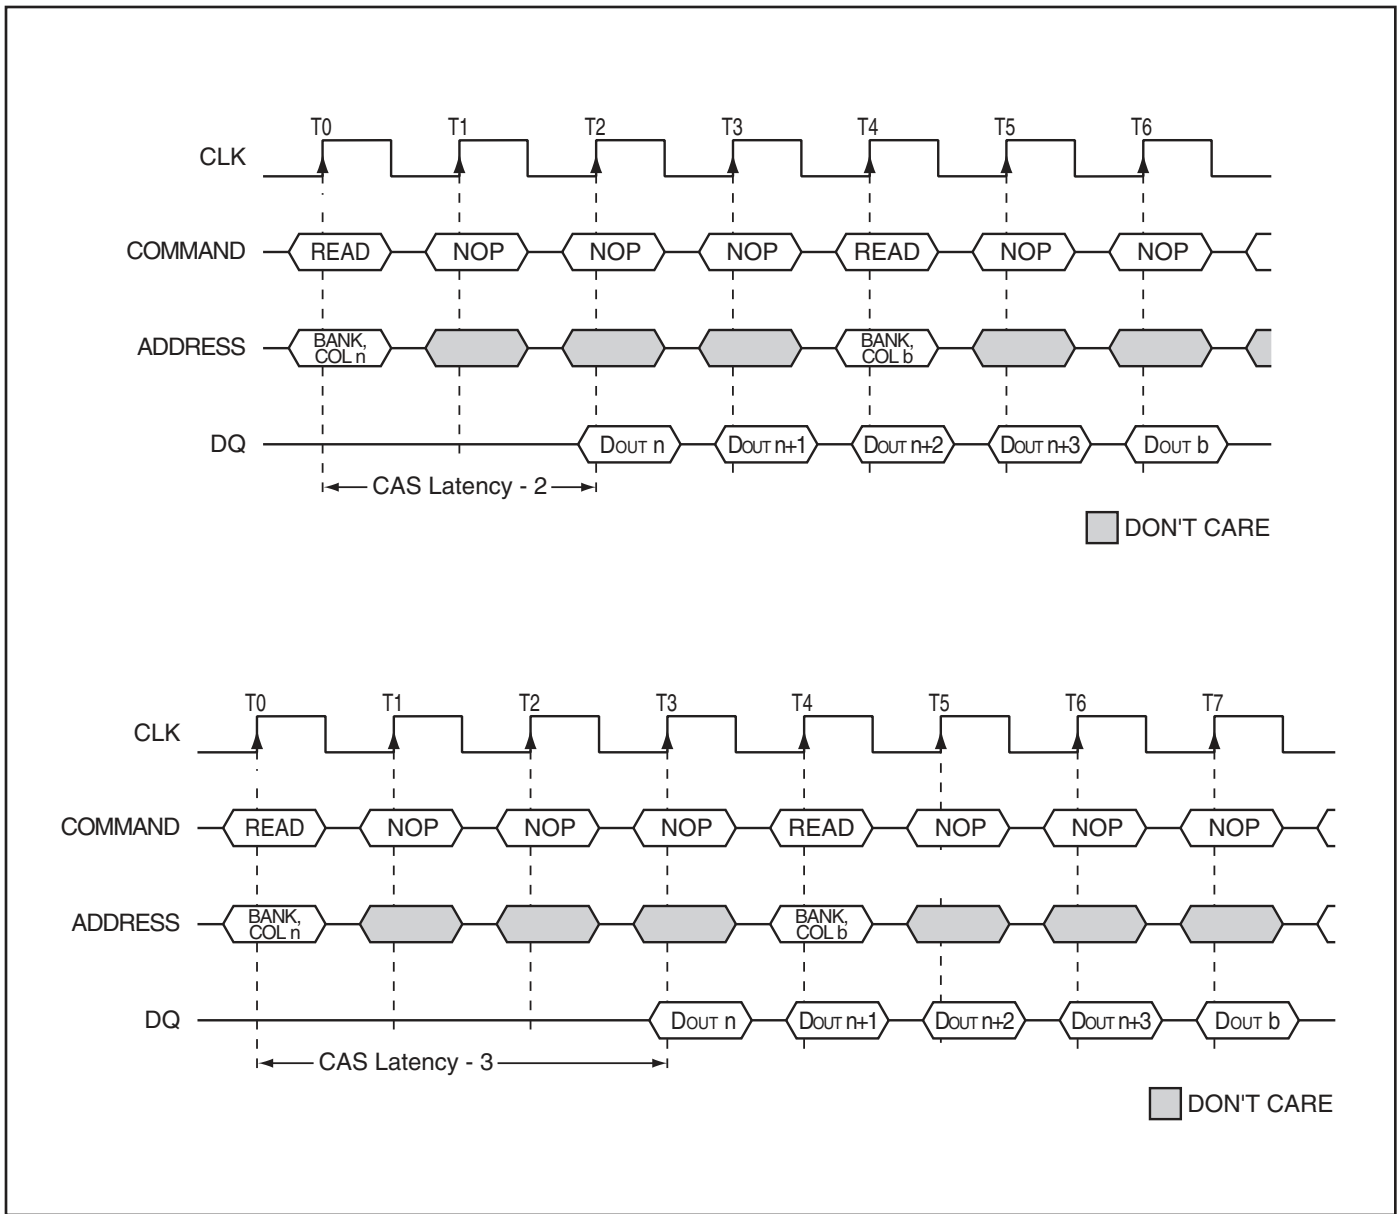 T0 T1 T2 T3 T4 T5 T6
CLK
COMMAND READ NOP NOP NOP READ NOP NOP
ADDRESS BANK, COL n BANK, COL b
DQ DOUT n DOUT n+1 DOUT n+2 DOUT n+3 DOUT b
CAS Latency - 2
DON'T CARE
T0 T1 T2 T3 T4 T5 T6 T7
CLK
COMMAND READ NOP NOP NOP READ NOP NOP NOP
ADDRESS BANK, COL n BANK, COL b
DQ DOUT n DOUT n+1 DOUT n+2 DOUT n+3 DOUT b
CAS Latency - 3
DON'T CARE